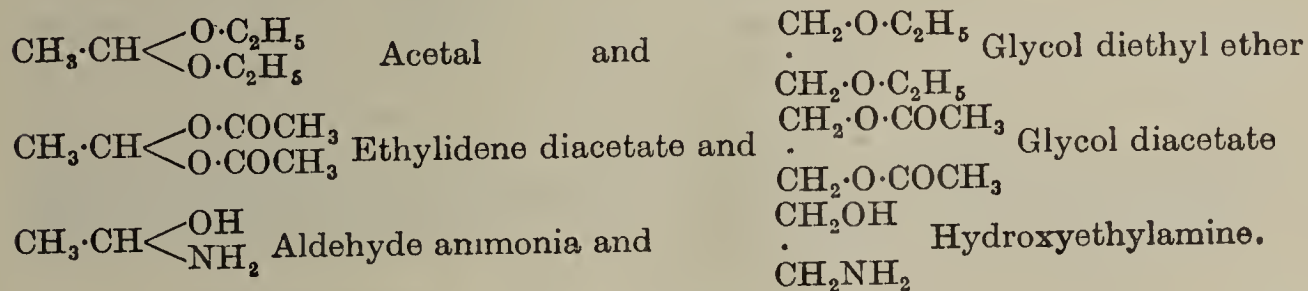 CH₃·CH<O·C₂H₅ O·C₂H₅ Acetal and CH₂·O·C₂H₅ · CH₂·O·C₂H₅ Glycol diethyl ether
CH₃·CH<O·COCH₃ O·COCH₃ Ethylidene diacetate and CH₂·O·COCH₃ · CH₂·O·COCH₃ Glycol diacetate
CH₃·CH<OH NH₂ Aldehyde ammonia and CH₂OH · CH₂NH₂ Hydroxyethylamine.